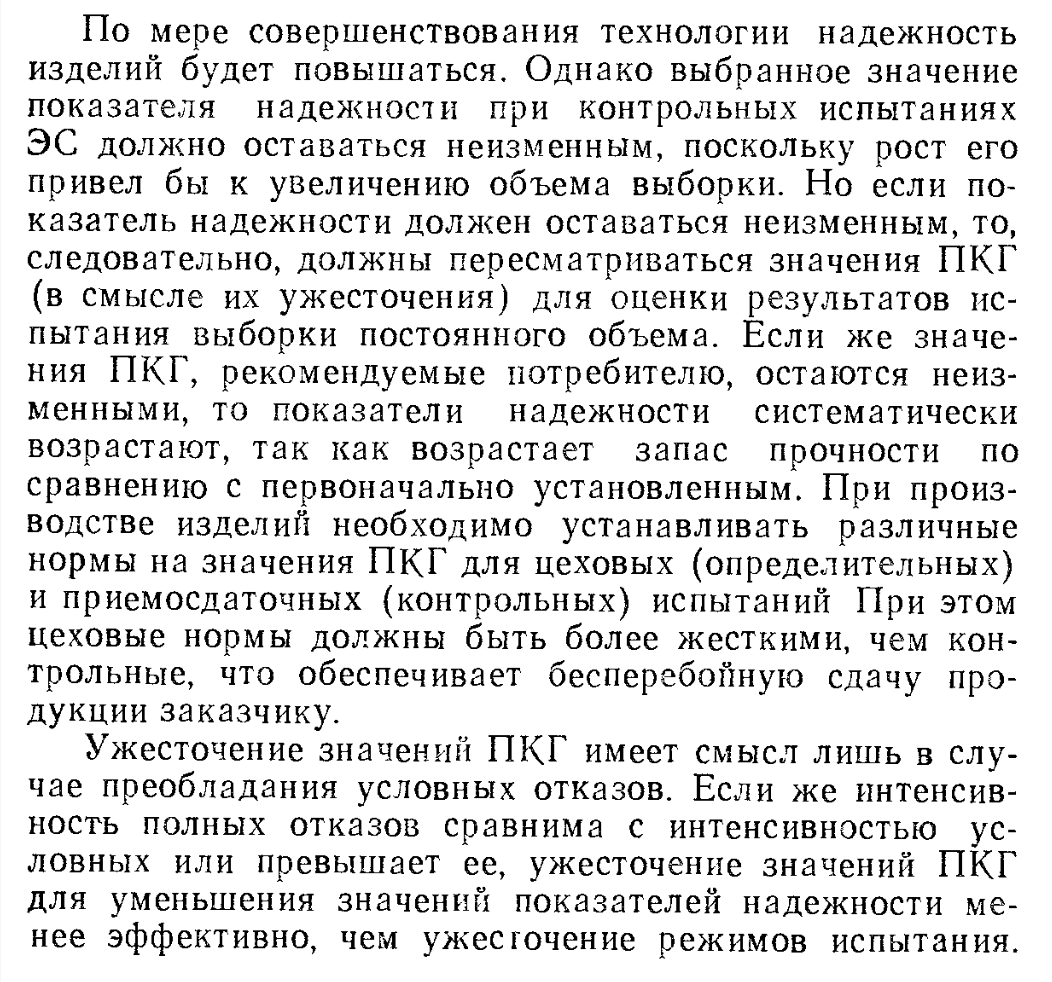 По мере совершенствования технологии надежность
изделий будет повышаться. Однако выбранное значение
показателя надежности при контрольных испытаниях
ЭС должно оставаться неизменным, поскольку рост его
привел бы к увеличению объема выборки. Но если по-
казатель надежности должен оставаться неизменным, то,
следовательно, должны пересматриваться значения ПКГ
(в смысле их ужесточения) для оценки результатов ис-
пытания выборки постоянного объема. Если же значе-
ния ПКГ, рекомендуемые потребителю, остаются неиз-
менными, то показатели надежности систематически
возрастают, так как возрастает запас прочности по
сравнению с первоначально установленным. При произ-
водстве изделий необходимо устанавливать различные
нормы на значения ПКГ для цеховых (определительных)
и приемосдаточных (контрольных) испытаний При этом
цеховые нормы должны быть более жесткими, чем кон-
трольные, что обеспечивает бесперебойную сдачу про-
дукции заказчику.
Ужесточение значений ПКГ имеет смысл лишь в слу-
чае преобладания условных отказов. Если же интенсив-
ность полных отказов сравнима с интенсивностью ус-
ловных или превышает ее, ужесточение значений ПКГ
для уменьшения значений показателей надежности ме-
нее эффективно, чем ужесточение режимов испытания.